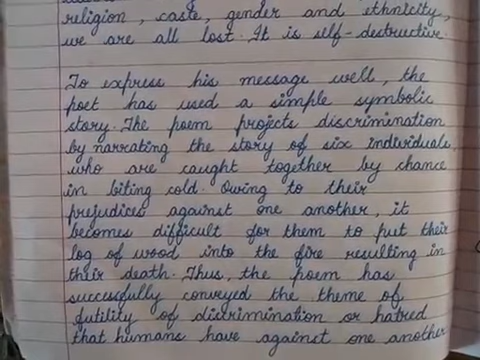 religion, caste, gender and ethnicity,
we are all lost. It is self-destructive.
To express his message well, the
poet has used a simple symbolic
story. The poem projects discrimination
by narrating the story of six individuals,
who are caught together by chance
in biting cold. Owing to their
prejudices against one another, it
becomes difficult for them to put their
log of wood into the fire resulting in
their death. Thus, the poem has
successfully conveyed the theme of
futility of discrimination or hatred
that humans have against one another